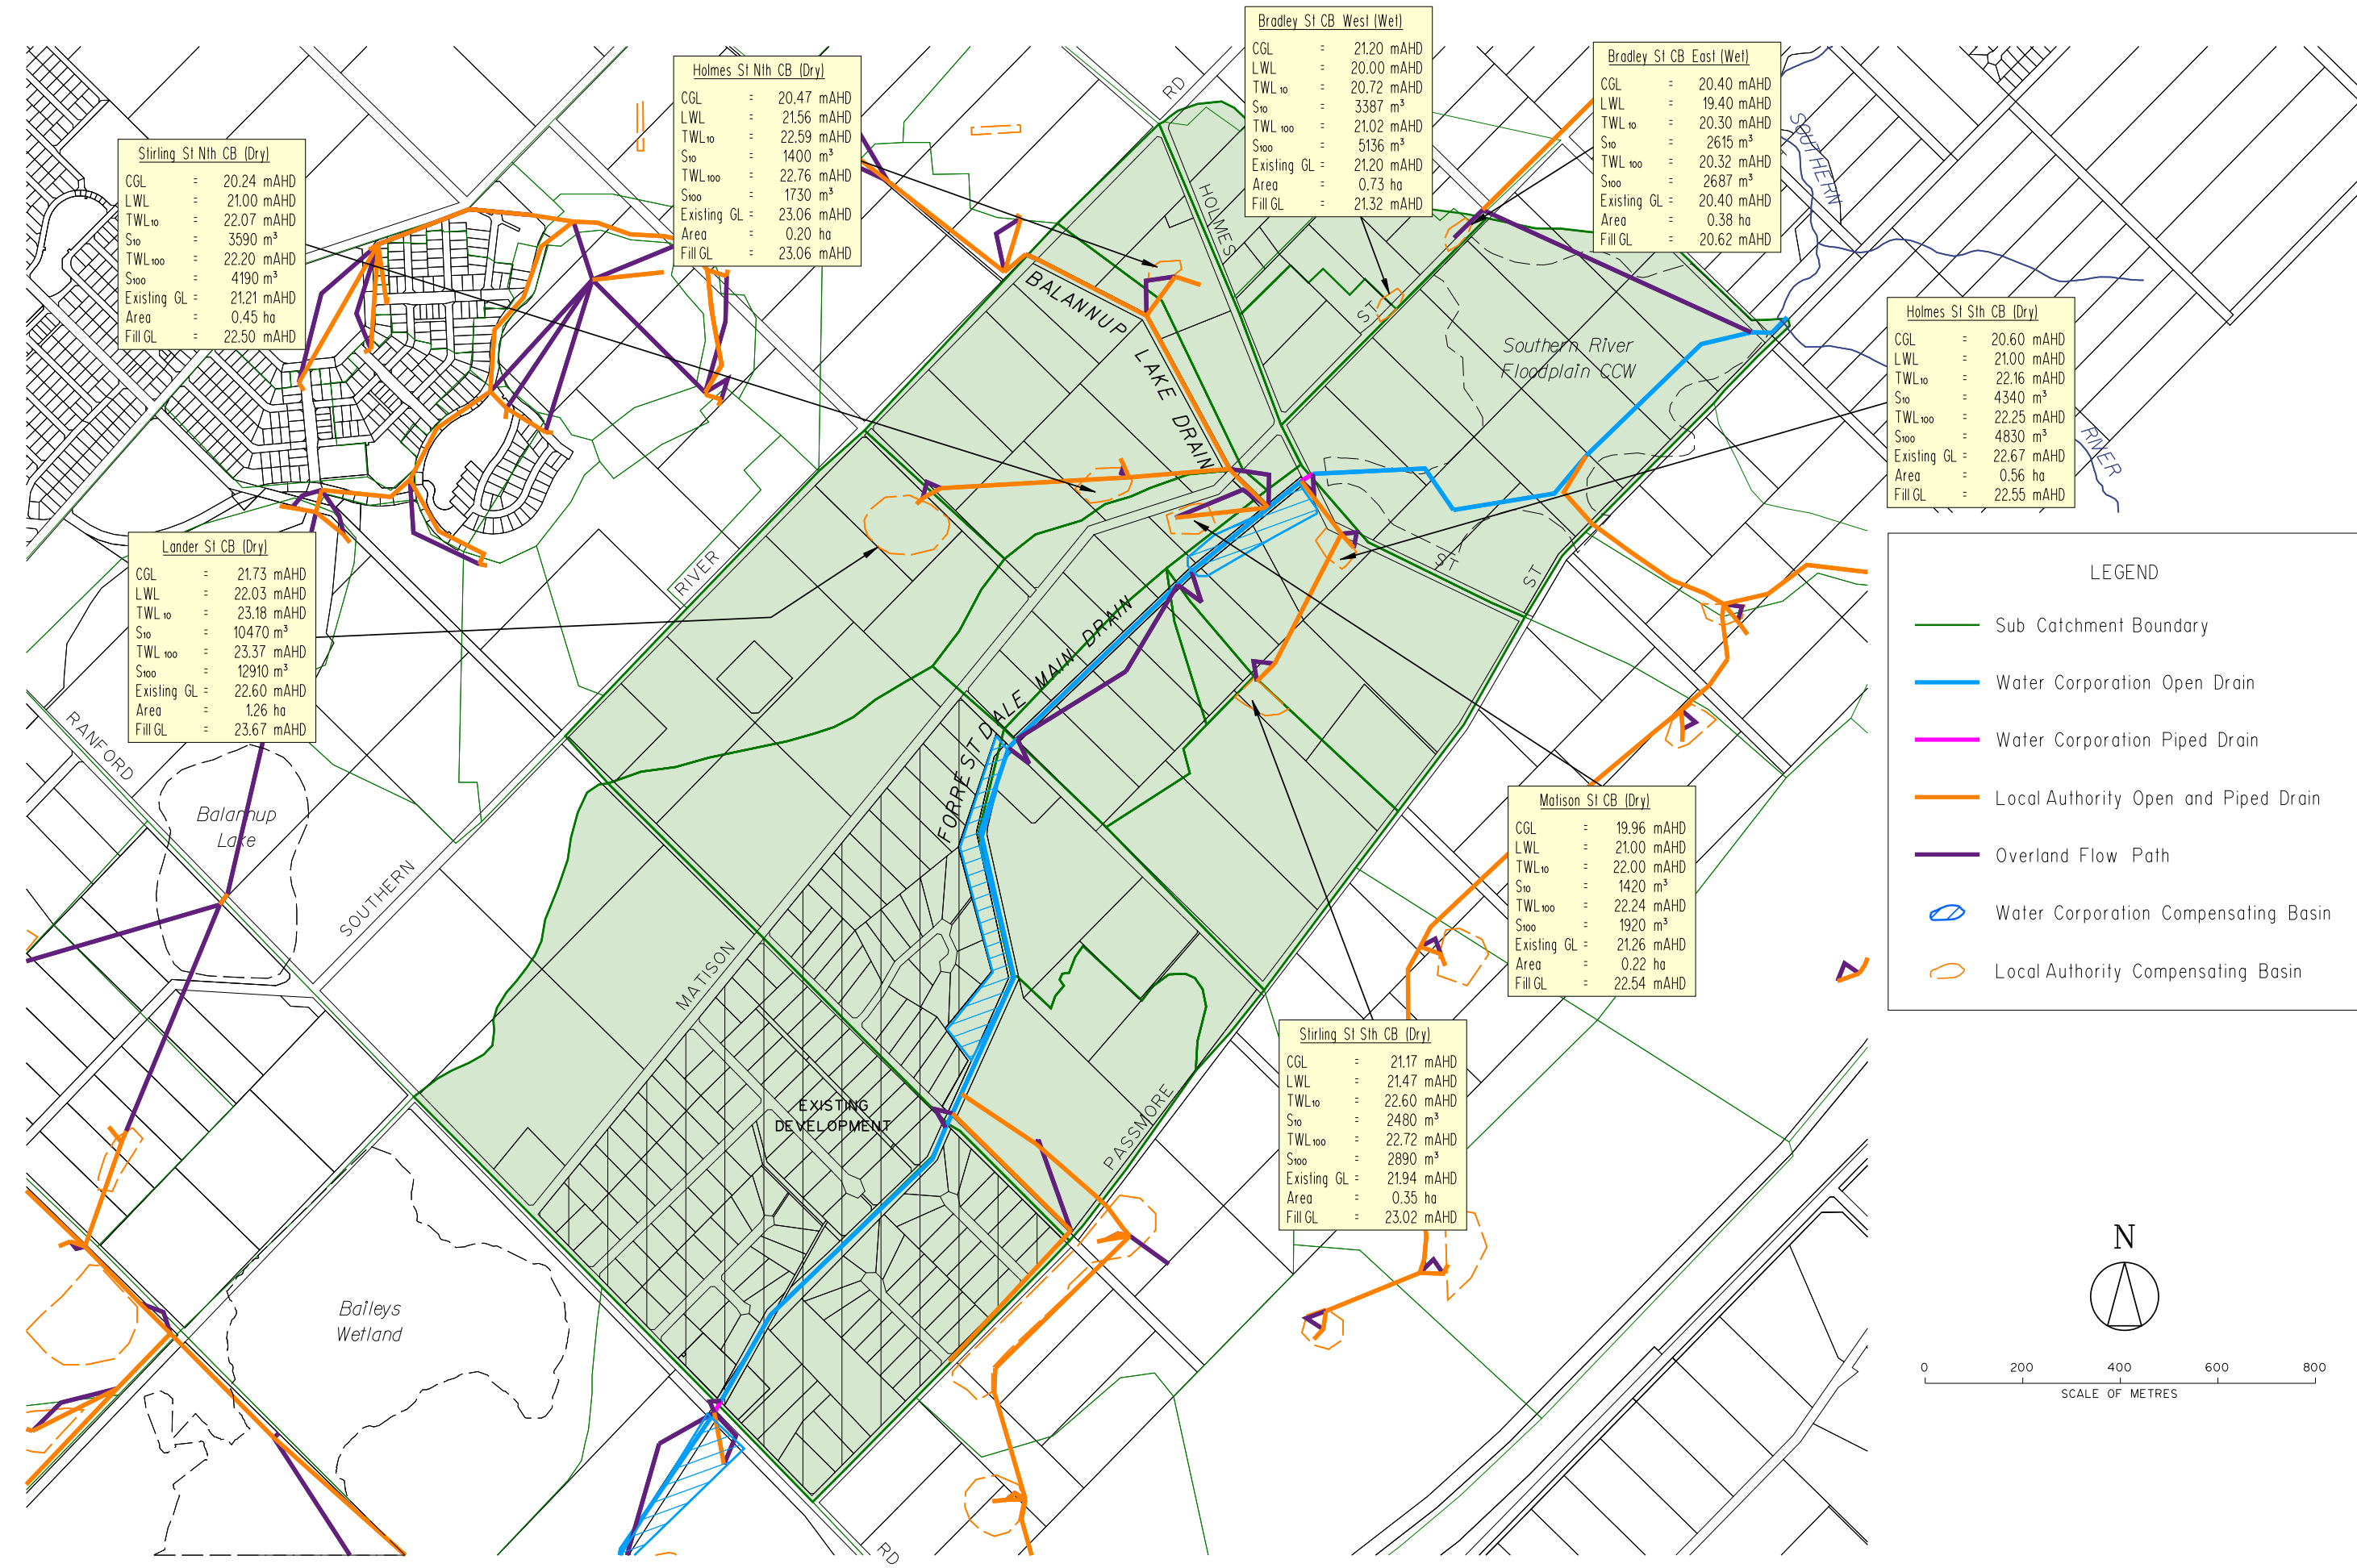 Bradley St CB West (Wet)
CGL = 21.20 mAHD
LWL = 20.00 mAHD
TWL10 = 20.72 mAHD
S10 = 3387 m³
TWL100 = 21.02 mAHD
S100 = 5136 m³
Existing GL = 21.20 mAHD
Area = 0.73 ha
Fill GL = 21.32 mAHD
Bradley St CB East (Wet)
CGL = 20.40 mAHD
LWL = 19.40 mAHD
TWL10 = 20.30 mAHD
S10 = 2615 m³
TWL100 = 20.32 mAHD
S100 = 2687 m³
Existing GL = 20.40 mAHD
Area = 0.38 ha
Fill GL = 20.62 mAHD
Holmes St Nth CB (Dry)
CGL = 20.47 mAHD
LWL = 21.56 mAHD
TWL10 = 22.59 mAHD
S10 = 1400 m³
TWL100 = 22.76 mAHD
S100 = 1730 m³
Existing GL = 23.06 mAHD
Area = 0.20 ha
Fill GL = 23.06 mAHD
Stirling St Nth CB (Dry)
CGL = 20.24 mAHD
LWL = 21.00 mAHD
TWL10 = 22.07 mAHD
S10 = 3590 m³
TWL100 = 22.20 mAHD
S100 = 4190 m³
Existing GL = 21.21 mAHD
Area = 0.45 ha
Fill GL = 22.50 mAHD
Holmes St Sth CB (Dry)
CGL = 20.60 mAHD
LWL = 21.00 mAHD
TWL10 = 22.16 mAHD
S10 = 4340 m³
TWL100 = 22.25 mAHD
S100 = 4830 m³
Existing GL = 22.67 mAHD
Area = 0.56 ha
Fill GL = 22.55 mAHD
Lander St CB (Dry)
CGL = 21.73 mAHD
LWL = 22.03 mAHD
TWL10 = 23.18 mAHD
S10 = 10470 m³
TWL100 = 23.37 mAHD
S100 = 12910 m³
Existing GL = 22.60 mAHD
Area = 1.26 ha
Fill GL = 23.67 mAHD
Matison St CB (Dry)
CGL = 19.96 mAHD
LWL = 21.00 mAHD
TWL10 = 22.00 mAHD
S10 = 1420 m³
TWL100 = 22.24 mAHD
S100 = 1920 m³
Existing GL = 21.26 mAHD
Area = 0.22 ha
Fill GL = 22.54 mAHD
Stirling St Sth CB (Dry)
CGL = 21.17 mAHD
LWL = 21.47 mAHD
TWL10 = 22.60 mAHD
S10 = 2480 m³
TWL100 = 22.72 mAHD
S100 = 2890 m³
Existing GL = 21.94 mAHD
Area = 0.35 ha
Fill GL = 23.02 mAHD
RD
HOLMES
ST
SOUTHERN
RIVER
BALANNUP
LAKE DRAIN
Southern River
Floodplain CCW
ST
ST
RIVER
SOUTHERN
RANFORD
RD
Balannup
Lake
FORRESTDALE MAIN DRAIN
MATISON
PASSMORE
EXISTING
DEVELOPMENT
Baileys
Wetland
LEGEND
Sub Catchment Boundary
Water Corporation Open Drain
Water Corporation Piped Drain
Local Authority Open and Piped Drain
Overland Flow Path
Water Corporation Compensating Basin
Local Authority Compensating Basin
N
0 200 400 600 800
SCALE OF METRES